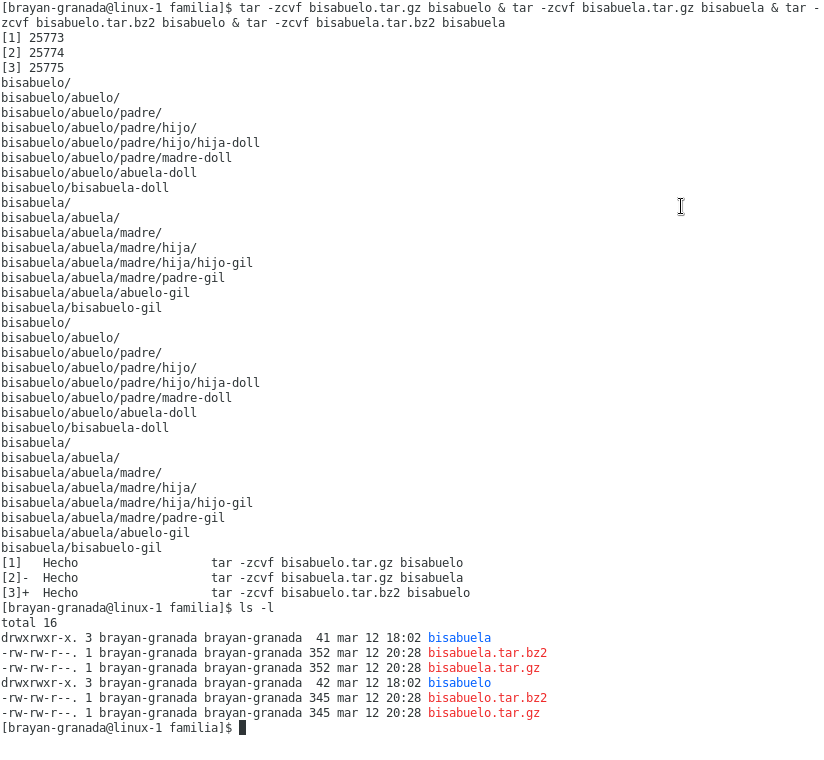 [brayan-granada@linux-1 familia]$ tar -zcvf bisabuelo.tar.gz bisabuelo & tar -zcvf bisabuela.tar.gz bisabuela & tar -
zcvf bisabuelo.tar.bz2 bisabuelo & tar -zcvf bisabuela.tar.bz2 bisabuela
[1] 25773
[2] 25774
[3] 25775
bisabuelo/
bisabuelo/abuelo/
bisabuelo/abuelo/padre/
bisabuelo/abuelo/padre/hijo/
bisabuelo/abuelo/padre/hijo/hija-doll
bisabuelo/abuelo/padre/madre-doll
bisabuelo/abuelo/abuela-doll
bisabuelo/bisabuela-doll
bisabuela/
bisabuela/abuela/
bisabuela/abuela/madre/
bisabuela/abuela/madre/hija/
bisabuela/abuela/madre/hija/hijo-gil
bisabuela/abuela/madre/padre-gil
bisabuela/abuela/abuelo-gil
bisabuela/bisabuelo-gil
bisabuelo/
bisabuelo/abuelo/
bisabuelo/abuelo/padre/
bisabuelo/abuelo/padre/hijo/
bisabuelo/abuelo/padre/hijo/hija-doll
bisabuelo/abuelo/padre/madre-doll
bisabuelo/abuelo/abuela-doll
bisabuelo/bisabuela-doll
bisabuela/
bisabuela/abuela/
bisabuela/abuela/madre/
bisabuela/abuela/madre/hija/
bisabuela/abuela/madre/hija/hijo-gil
bisabuela/abuela/madre/padre-gil
bisabuela/abuela/abuelo-gil
bisabuela/bisabuelo-gil
[1]   Hecho                   tar -zcvf bisabuelo.tar.gz bisabuelo
[2]-  Hecho                   tar -zcvf bisabuela.tar.gz bisabuela
[3]+  Hecho                   tar -zcvf bisabuelo.tar.bz2 bisabuelo
[brayan-granada@linux-1 familia]$ ls -l
total 16
drwxrwxr-x. 3 brayan-granada brayan-granada  41 mar 12 18:02 bisabuela
-rw-rw-r--. 1 brayan-granada brayan-granada 352 mar 12 20:28 bisabuela.tar.bz2
-rw-rw-r--. 1 brayan-granada brayan-granada 352 mar 12 20:28 bisabuela.tar.gz
drwxrwxr-x. 3 brayan-granada brayan-granada  42 mar 12 18:02 bisabuelo
-rw-rw-r--. 1 brayan-granada brayan-granada 345 mar 12 20:28 bisabuelo.tar.bz2
-rw-rw-r--. 1 brayan-granada brayan-granada 345 mar 12 20:28 bisabuelo.tar.gz
[brayan-granada@linux-1 familia]$